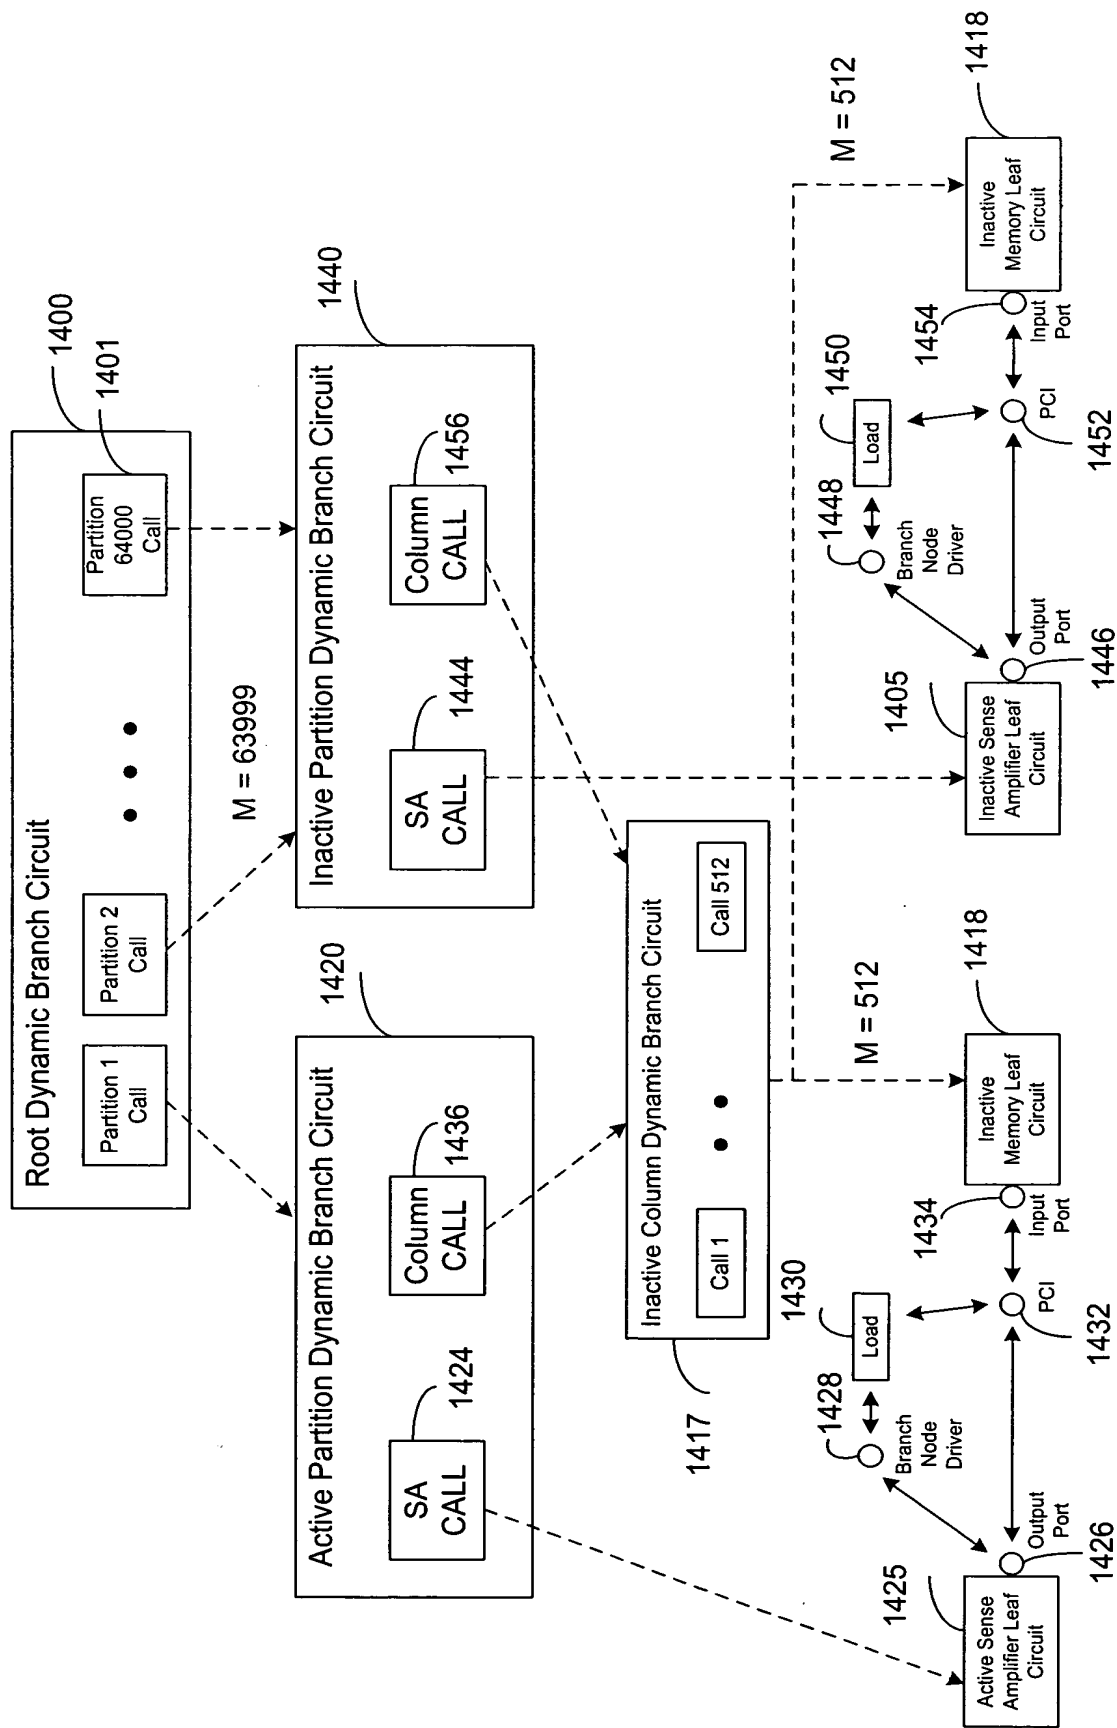 Root Dynamic Branch Circuit
1400
1401
Partition 1
Call
Partition 2
Call
Partition
64000
Call
M = 63999
Active Partition Dynamic Branch Circuit
1420
SA
CALL
1424
Column
CALL
1436
Inactive Partition Dynamic Branch Circuit
1440
SA
CALL
1444
Column
CALL
1456
Inactive Column Dynamic Branch Circuit
Call 1
Call 512
1417
M = 512
M = 512
1425
Active Sense
Amplifier Leaf
Circuit
Output
Port
1426
1428
Branch
Node
Driver
1430
Load
PCI
1432
1434
Input
Port
Inactive
Memory Leaf
Circuit
1418
1405
Inactive Sense
Amplifier Leaf
Circuit
Output
Port
1446
1448
Branch
Node
Driver
1450
Load
PCI
1452
1454
Input
Port
Inactive
Memory Leaf
Circuit
1418